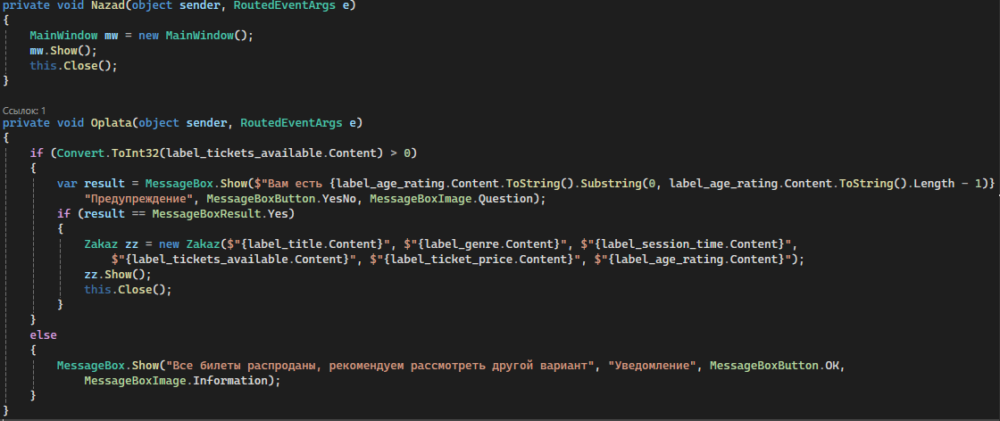 private void Nazad(object sender, RoutedEventArgs e)
{
    MainWindow mw = new MainWindow();
    mw.Show();
    this.Close();
}
Ссылок: 1
private void Oplata(object sender, RoutedEventArgs e)
{
    if (Convert.ToInt32(label_tickets_available.Content) > 0)
    {
        var result = MessageBox.Show($"Вам есть {label_age_rating.Content.ToString().Substring(0, label_age_rating.Content.ToString().Length - 1)}
            "Предупреждение", MessageBoxButton.YesNo, MessageBoxImage.Question);
        if (result == MessageBoxResult.Yes)
        {
            Zakaz zz = new Zakaz($"{label_title.Content}", $"{label_genre.Content}", $"{label_session_time.Content}",
                $"{label_tickets_available.Content}", $"{label_ticket_price.Content}", $"{label_age_rating.Content}");
            zz.Show();
            this.Close();
        }
    }
    else
    {
        MessageBox.Show("Все билеты распроданы, рекомендуем рассмотреть другой вариант", "Уведомление", MessageBoxButton.OK,
            MessageBoxImage.Information);
    }
}